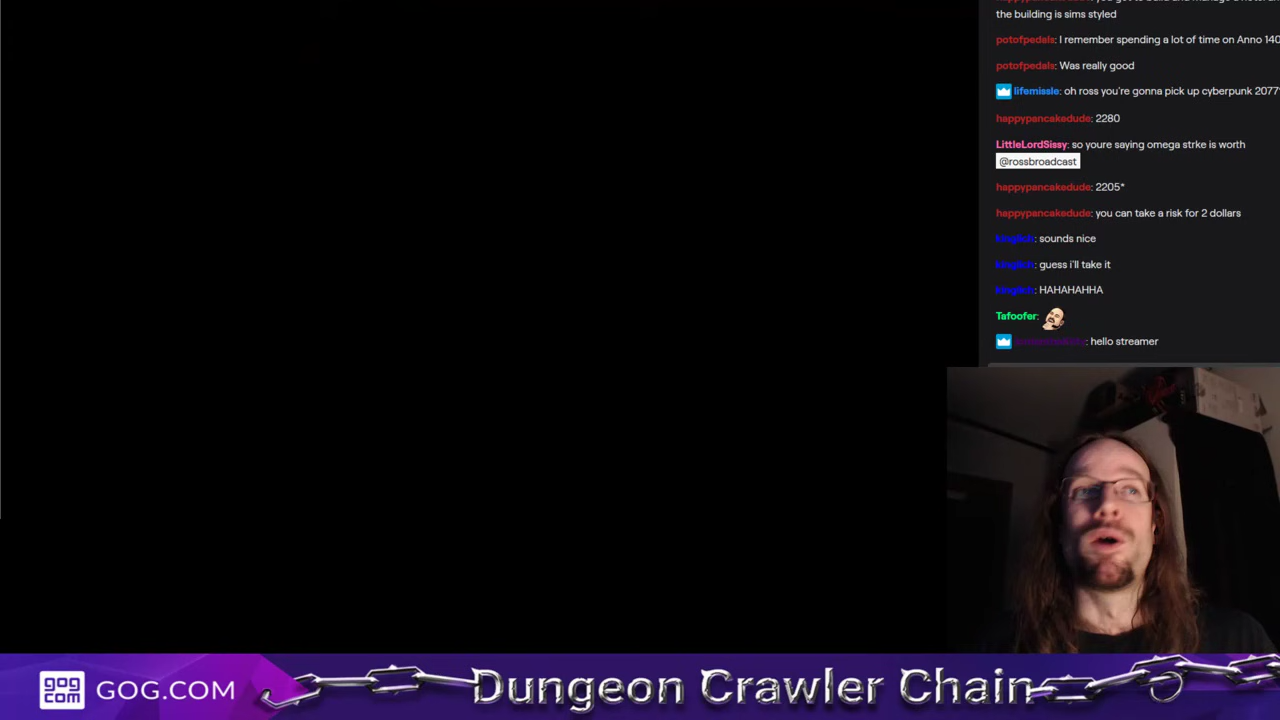 the building is sims styled
potofpedals: I remember spending a lot of time on Anno 140
potofpedals: Was really good
lifemissle: oh ross you're gonna pick up cyberpunk 2077
happypancakedude: 2280
LittleLordSissy: so youre saying omega strke is worth
@rossbroadcast
happypancakedude: 2205*
happypancakedude: you can take a risk for 2 dollars
: sounds nice
: guess i'll take it
: HAHAHAHHA
Tafoofer:
: hello streamer
gog
com
GOG.COM
Dungeon Crawler Chain